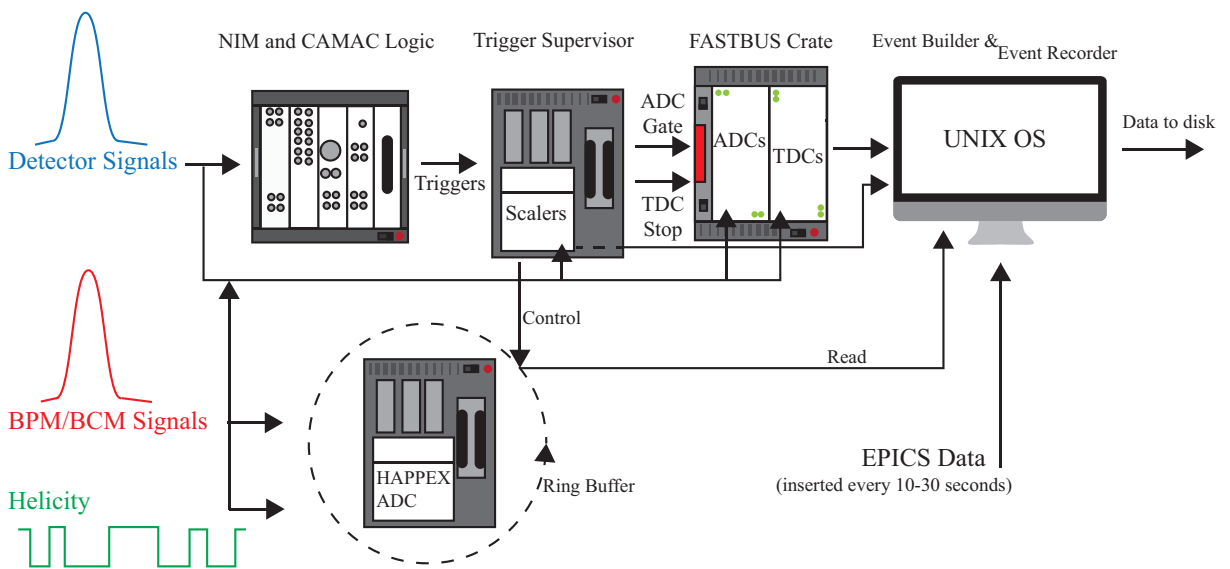 NIM and CAMAC Logic
Trigger Supervisor
FASTBUS Crate
Event Builder &
Event Recorder
Detector Signals
Triggers
Scalers
ADC
Gate
TDC
Stop
ADCs
TDCs
UNIX OS
Data to disk
Control
Read
BPM/BCM Signals
HAPPEX
ADC
Ring Buffer
EPICS Data
(inserted every 10-30 seconds)
Helicity